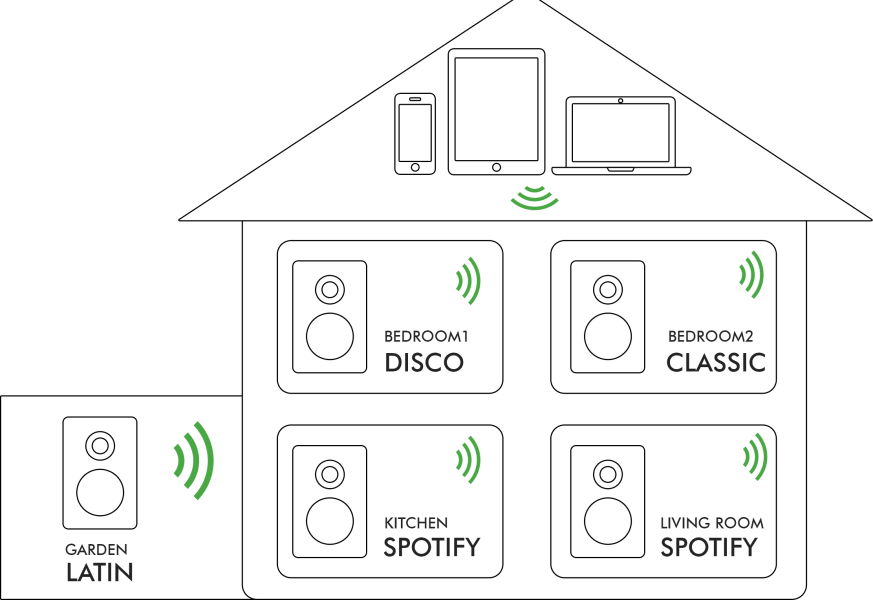 BEDROOM1
DISCO
BEDROOM2
CLASSIC
GARDEN
LATIN
KITCHEN
SPOTIFY
LIVING ROOM
SPOTIFY